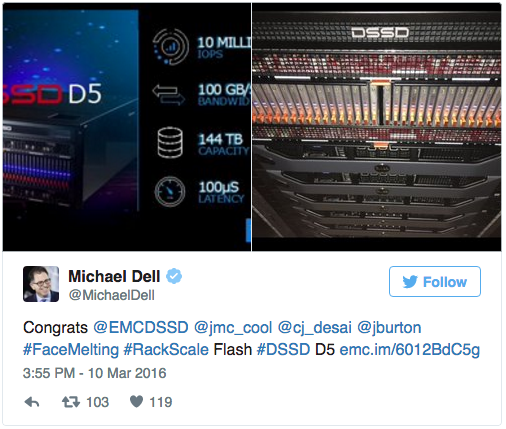 DSSD
10 MILLI
IOPS
SSD D5
100 GB/
BANDWID
144 TB
CAPACITY
100µS
LATENCY
Michael Dell
@MichaelDell
Follow
Congrats @EMCDSSD @jmc_cool @cj_desai @jburton
#FaceMelting #RackScale Flash #DSSD D5 emc.im/6012BdC5g
3:55 PM - 10 Mar 2016
103 119